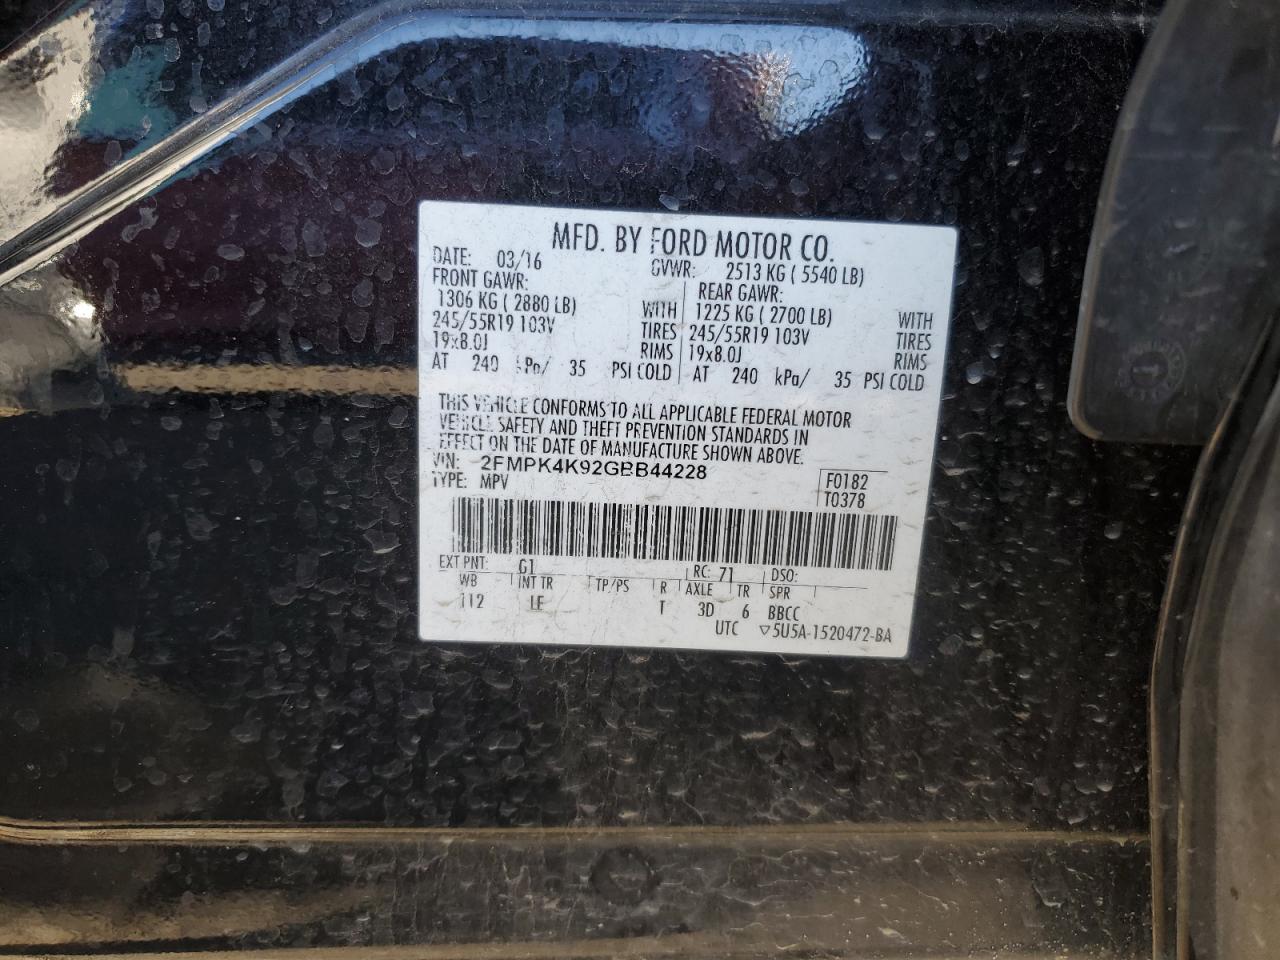 MFD. BY FORD MOTOR CO.
DATE: 03/16 GVWR: 2513 KG ( 5540 LB)
FRONT GAWR: REAR GAWR:
1306 KG ( 2880 LB) WITH 1225 KG ( 2700 LB) WITH
245/55R19 103V TIRES 245/55R19 103V TIRES
19x8.0J RIMS 19x8.0J RIMS
AT 240 kPa/ 35 PSI COLD AT 240 kPa/ 35 PSI COLD
THIS VEHICLE CONFORMS TO ALL APPLICABLE FEDERAL MOTOR
VEHICLE SAFETY AND THEFT PREVENTION STANDARDS IN
EFFECT ON THE DATE OF MANUFACTURE SHOWN ABOVE.
VIN: 2FMPK4K92GBB44228
TYPE: MPV
F0182
T0378
EXT PNT: G1 RC: 71 DSO:
WB INT TR TP/PS R AXLE TR SPR
112 LE T 3D 6 BBCC
UTC ▽5U5A-1520472-BA